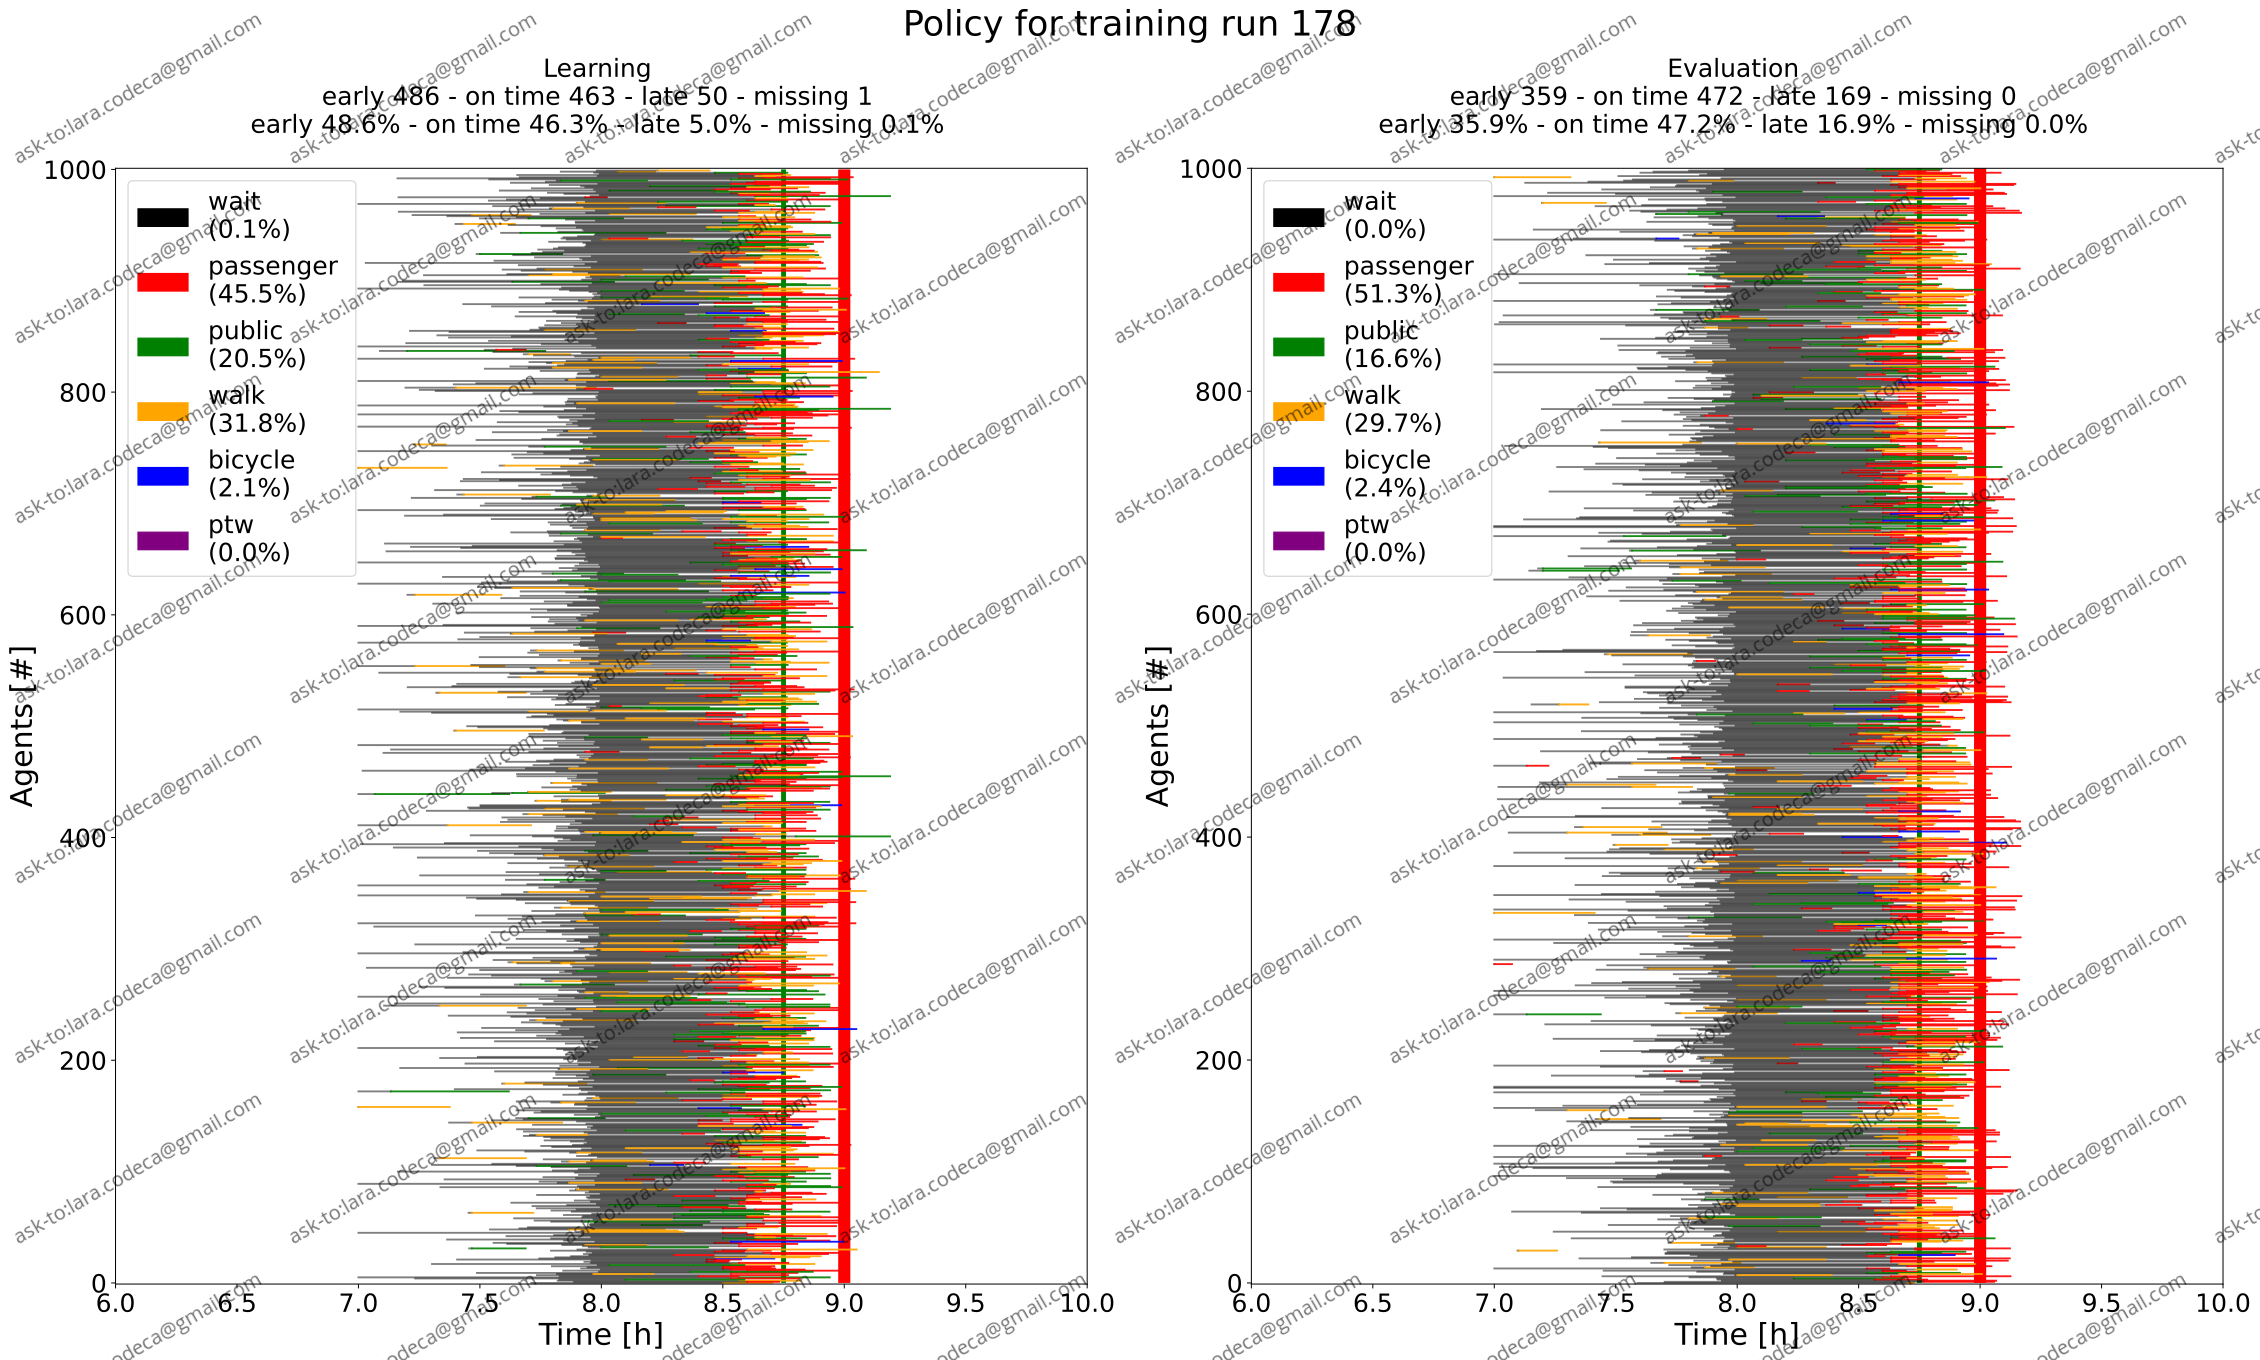 Policy for training run 178
Learning
early 486 - on time 463 - late 50 - missing 1
early 48.6% - on time 46.3% - late 5.0% - missing 0.1%
Evaluation
early 359 - on time 472 - late 169 - missing 0
early 35.9% - on time 47.2% - late 16.9% - missing 0.0%
wait
(0.1%)
passenger
(45.5%)
public
(20.5%)
walk
(31.8%)
bicycle
(2.1%)
ptw
(0.0%)
1000
800
600
400
200
0
Agents [#]
6.0 6.5 7.0 7.5 8.0 8.5 9.0 9.5 10.0
Time [h]
wait
(0.0%)
passenger
(51.3%)
public
(16.6%)
walk
(29.7%)
bicycle
(2.4%)
ptw
(0.0%)
1000
800
600
400
200
0
Agents [#]
6.0 6.5 7.0 7.5 8.0 8.5 9.0 9.5 10.0
Time [h]
ask-to:lara.codeca@gmail.com